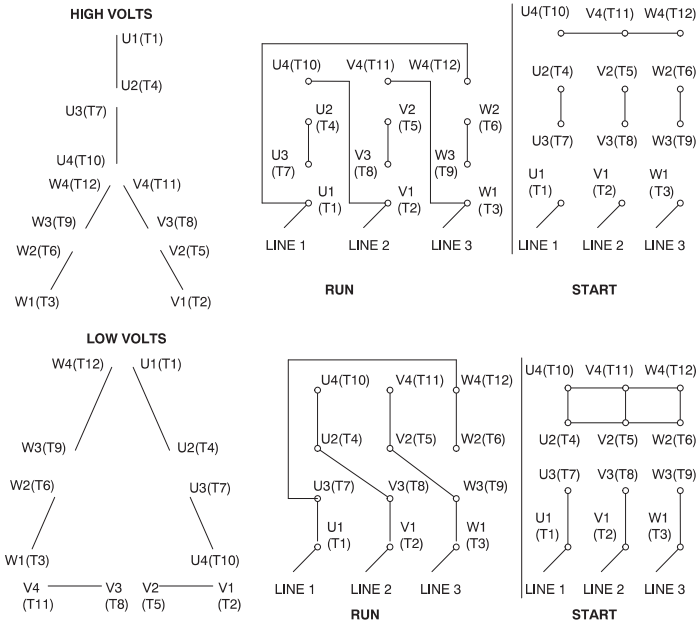 HIGH VOLTS
U1(T1)
U2(T4)
U3(T7)
U4(T10)
W4(T12) V4(T11)
W3(T9) V3(T8)
W2(T6) V2(T5)
W1(T3) V1(T2)
U4(T10) V4(T11) W4(T12)
U2 (T4) V2 (T5) W2 (T6)
U3 (T7) V3 (T8) W3 (T9)
U1 (T1) V1 (T2) W1 (T3)
LINE 1 LINE 2 LINE 3
RUN
U4(T10) V4(T11) W4(T12)
U2(T4) V2(T5) W2(T6)
U3(T7) V3(T8) W3(T9)
U1 (T1) V1 (T2) W1 (T3)
LINE 1 LINE 2 LINE 3
START
LOW VOLTS
W4(T12) U1(T1)
W3(T9) U2(T4)
W2(T6) U3(T7)
W1(T3) U4(T10)
V4 (T11) V3 (T8) V2 (T5) V1 (T2)
U4(T10) V4(T11) W4(T12)
U2(T4) V2(T5) W2(T6)
U3(T7) V3(T8) W3(T9)
U1 (T1) V1 (T2) W1 (T3)
LINE 1 LINE 2 LINE 3
RUN
U4(T10) V4(T11) W4(T12)
U2(T4) V2(T5) W2(T6)
U3(T7) V3(T8) W3(T9)
U1 (T1) V1 (T2) W1 (T3)
LINE 1 LINE 2 LINE 3
START